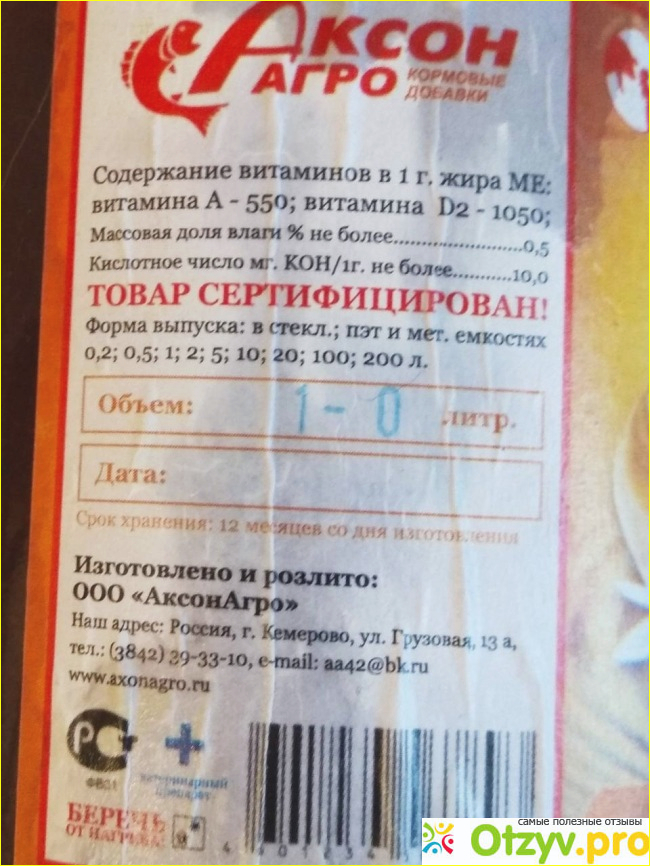 Аксон
АГРО КОРМОВЫЕ
ДОБАВКИ
Содержание витаминов в 1 г. жира МЕ:
витамина А - 550; витамина D2 - 1050;
Массовая доля влаги % не более......................0,5
Кислотное число мг. КОН/1г. не более..........10,0
ТОВАР СЕРТИФИЦИРОВАН!
Форма выпуска: в стекл.; пэт и мет. емкостях
0,2; 0,5; 1; 2; 5; 10; 20; 100; 200 л.
Объем: 1-0 литр.
Дата:
Срок хранения: 12 месяцев со дня изготовления
Изготовлено и розлито:
ООО «АксонАгро»
Наш адрес: Россия, г. Кемерово, ул. Грузовая, 13 а,
тел.: (3842) 39-33-10, e-mail: aa42@bk.ru
www.axonagro.ru
РСТ
ветеринарный
препарат
БЕРЕЧЬ
ОТ НАГРЕВА!
самые полезные отзывы
Otzyv.pro